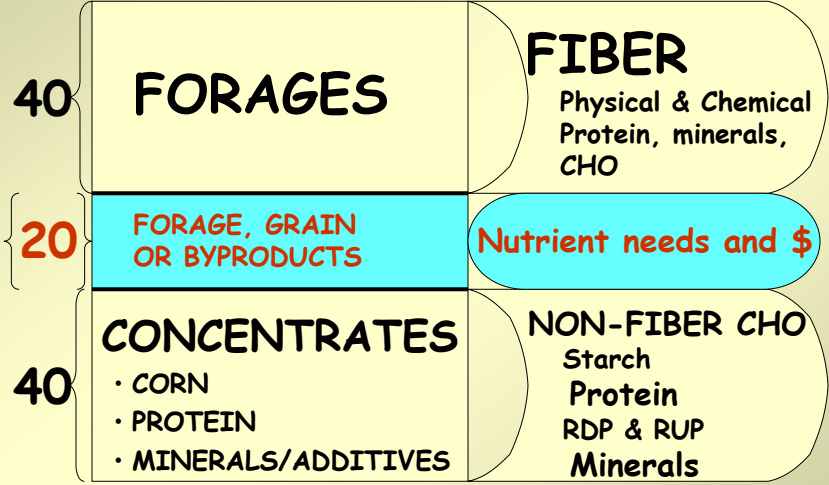 40
FORAGES
FIBER
Physical & Chemical
Protein, minerals,
CHO
20
FORAGE, GRAIN
OR BYPRODUCTS
Nutrient needs and $
40
CONCENTRATES
• CORN
• PROTEIN
• MINERALS/ADDITIVES
NON-FIBER CHO
Starch
Protein
RDP & RUP
Minerals